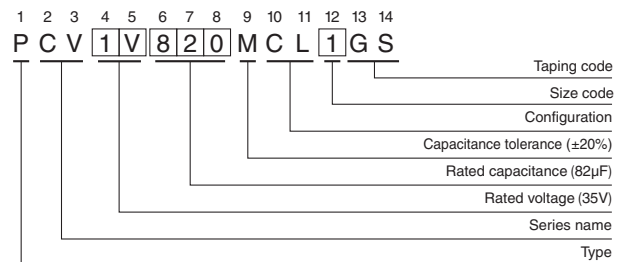 1 2 3 4 5 6 7 8 9 10 11 12 13 14
P C V 1 V 8 2 0 M C L 1 G S
Taping code
Size code
Configuration
Capacitance tolerance (±20%)
Rated capacitance (82µF)
Rated voltage (35V)
Series name
Type